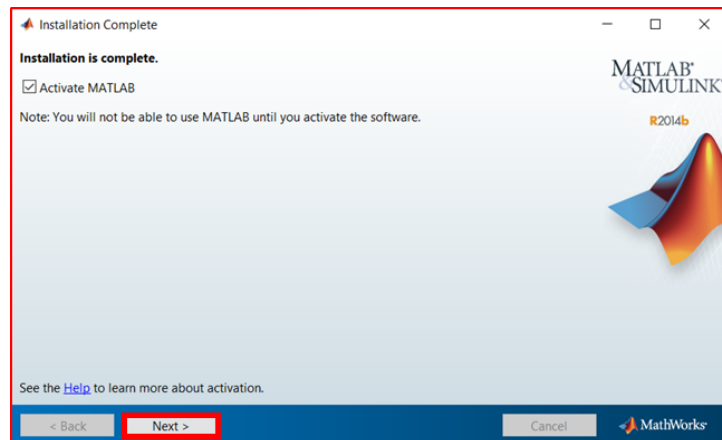 Installation Complete
Installation is complete.
Activate MATLAB
Note: You will not be able to use MATLAB until you activate the software.
MATLAB®
&SIMULINK®
R2014b
See the Help to learn more about activation.
< Back
Next >
Cancel
MathWorks®